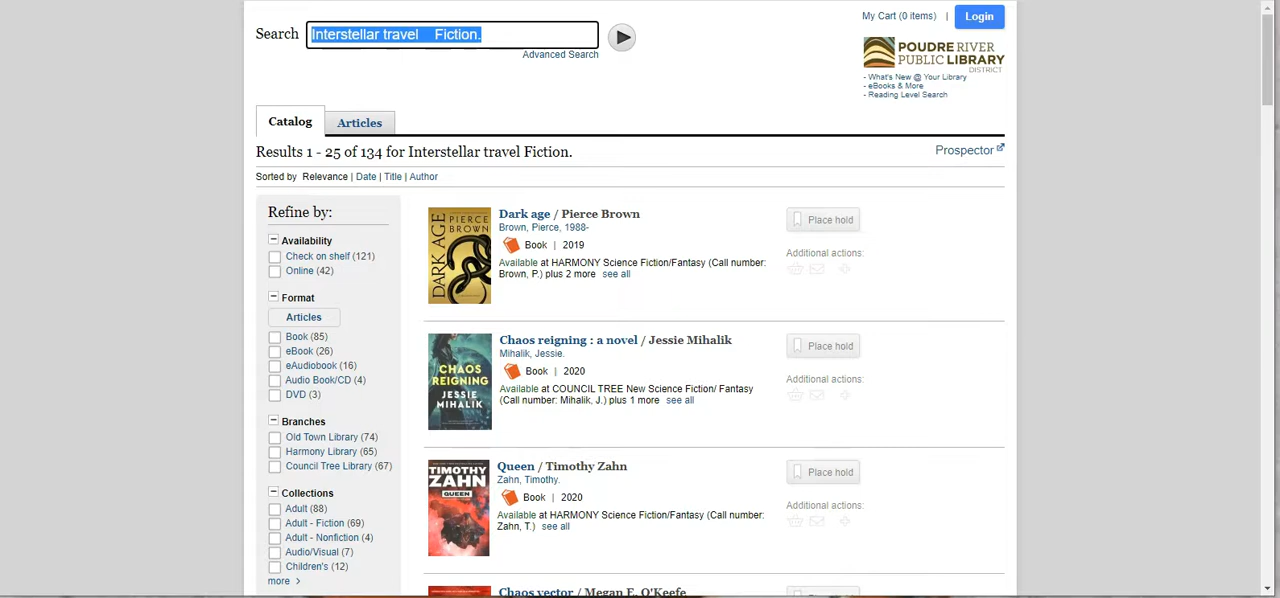 My Cart (0 items) | Login
Search Interstellar travel Fiction.
Advanced Search
POUDRE RIVER
PUBLIC LIBRARY
DISTRICT
- What's New @ Your Library
- eBooks & More
- Reading Level Search
Catalog Articles
Results 1 - 25 of 134 for Interstellar travel Fiction.
Prospector
Sorted by Relevance | Date | Title | Author
Refine by:
Availability
Check on shelf (121)
Online (42)
Format
Articles
Book (85)
eBook (26)
eAudiobook (16)
Audio Book/CD (4)
DVD (3)
Branches
Old Town Library (74)
Harmony Library (65)
Council Tree Library (67)
Collections
Adult (88)
Adult - Fiction (69)
Adult - Nonfiction (4)
Audio/Visual (7)
Children's (12)
more >
DARK AGE
PIERCE
BROWN
Dark age / Pierce Brown
Brown, Pierce, 1988-
Book | 2019
Available at HARMONY Science Fiction/Fantasy (Call number:
Brown, P.) plus 2 more see all
Place hold
Additional actions:
CHAOS
REIGNING
JESSIE
MIHALIK
Chaos reigning : a novel / Jessie Mihalik
Mihalik, Jessie.
Book | 2020
Available at COUNCIL TREE New Science Fiction/ Fantasy
(Call number: Mihalik, J.) plus 1 more see all
Place hold
Additional actions:
TIMOTHY
ZAHN
QUEEN
Queen / Timothy Zahn
Zahn, Timothy.
Book | 2020
Available at HARMONY Science Fiction/Fantasy (Call number:
Zahn, T.) see all
Place hold
Additional actions:
Chaos vector / Megan E. O'Keefe